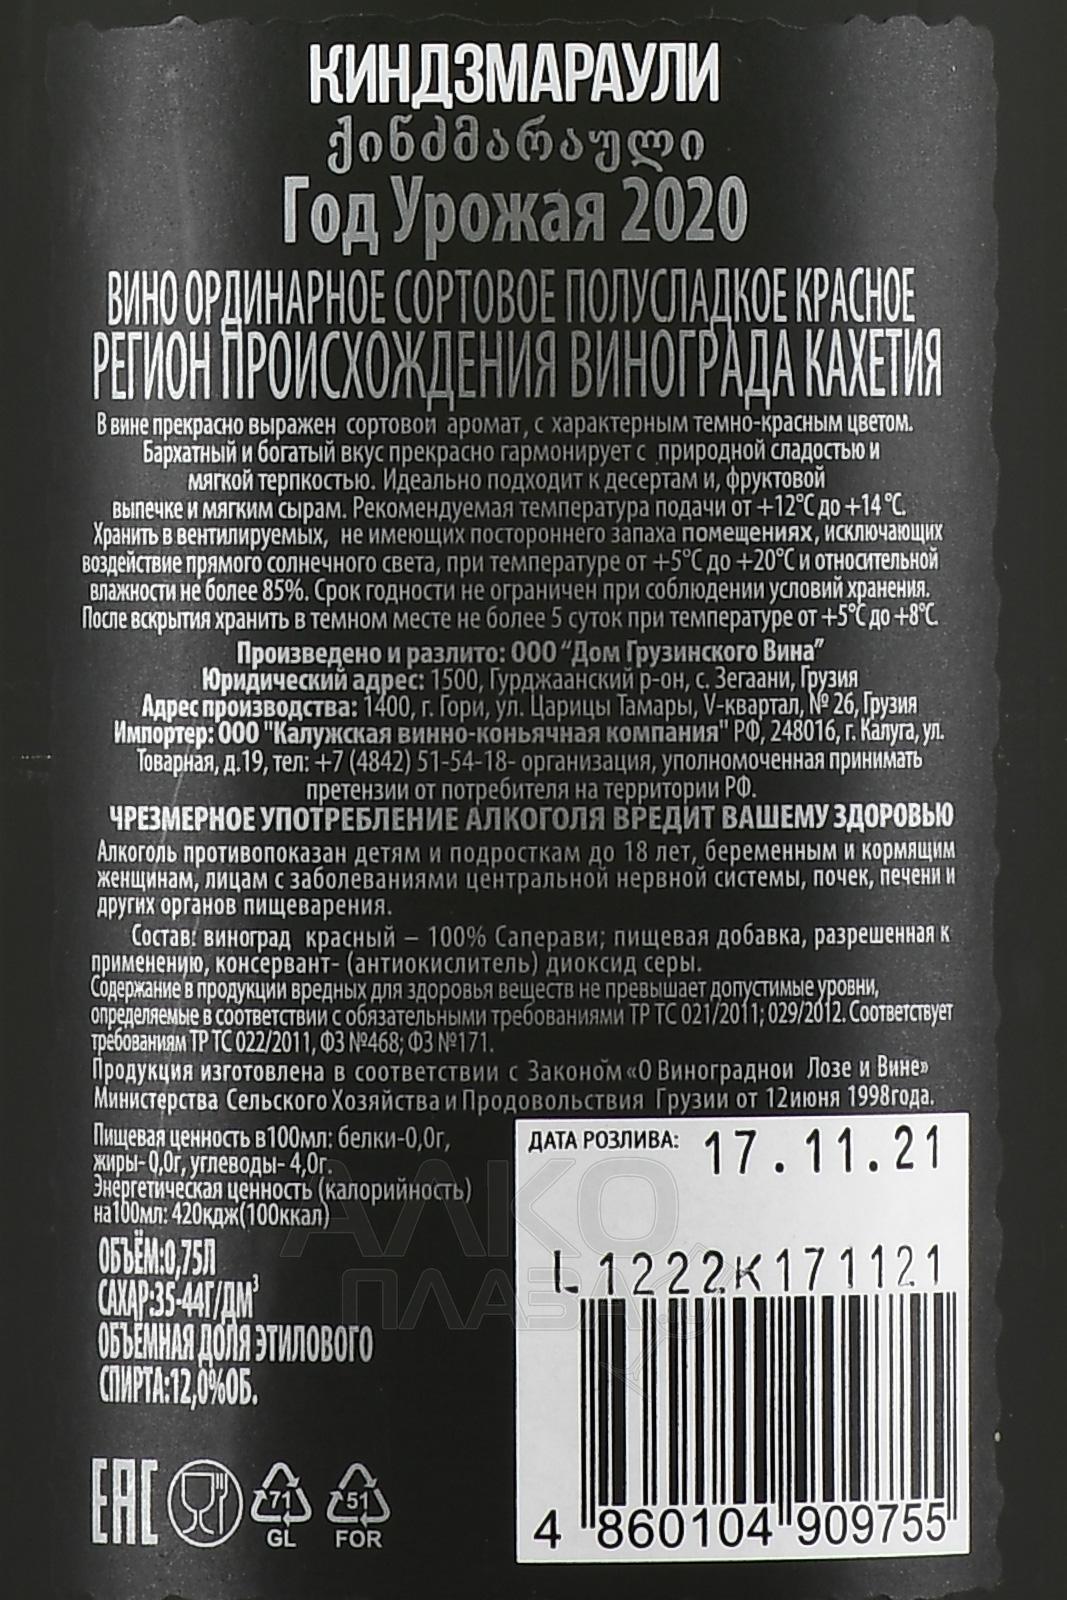 КИНДЗМАРАУЛИ
ქინძმარაული
Год Урожая 2020
ВИНО ОРДИНАРНОЕ СОРТОВОЕ ПОЛУСЛАДКОЕ КРАСНОЕ
РЕГИОН ПРОИСХОЖДЕНИЯ ВИНОГРАДА КАХЕТИЯ
В вине прекрасно выражен сортовой аромат, с характерным темно-красным цветом.
Бархатный и богатый вкус прекрасно гармонирует с природной сладостью и
мягкой терпкостью. Идеально подходит к десертам и, фруктовой
выпечке и мягким сырам. Рекомендуемая температура подачи от +12°С до +14°С.
Хранить в вентилируемых, не имеющих постороннего запаха помещениях, исключающих
воздействие прямого солнечного света, при температуре от +5°С до +20°С и относительной
влажности не более 85%. Срок годности не ограничен при соблюдении условий хранения.
После вскрытия хранить в темном месте не более 5 суток при температуре от +5°С до +8°С.
Произведено и разлито: ООО “Дом Грузинского Вина”
Юридический адрес: 1500, Гурджаанский р-он, с. Зегаани, Грузия
Адрес производства: 1400, г. Гори, ул. Царицы Тамары, V-квартал, № 26, Грузия
Импортер: ООО "Калужская винно-коньячная компания" РФ, 248016, г. Калуга, ул.
Товарная, д.19, тел: +7 (4842) 51-54-18- организация, уполномоченная принимать
претензии от потребителя на территории РФ.
ЧРЕЗМЕРНОЕ УПОТРЕБЛЕНИЕ АЛКОГОЛЯ ВРЕДИТ ВАШЕМУ ЗДОРОВЬЮ
Алкоголь противопоказан детям и подросткам до 18 лет, беременным и кормящим
женщинам, лицам с заболеваниями центральной нервной системы, почек, печени и
других органов пищеварения.
Состав: виноград красный – 100% Саперави; пищевая добавка, разрешенная к
применению, консервант- (антиокислитель) диоксид серы.
Содержание в продукции вредных для здоровья веществ не превышает допустимые уровни,
определяемые в соответствии с обязательными требованиями ТР ТС 021/2011; 029/2012. Соответствует
требованиям ТР ТС 022/2011, ФЗ №468; ФЗ №171.
Продукция изготовлена в соответствии с Законом «О Виноградной Лозе и Вине»
Министерства Сельского Хозяйства и Продовольствия Грузии от 12июня 1998года.
Пищевая ценность в100мл: белки-0,0г,
жиры- 0,0г, углеводы- 4,0г.
Энергетическая ценность (калорийность)
на100мл: 420кдж(100ккал)
ОБЪЁМ:0,75Л
САХАР:35-44Г/ДМ³
ОБЪЁМНАЯ ДОЛЯ ЭТИЛОВОГО
СПИРТА:12,0%ОБ.
ДАТА РОЗЛИВА: 17.11.21
L1222K171121
4 860104 909755
EAC
71
GL
51
FOR
АЛКО
ПЛАЗА